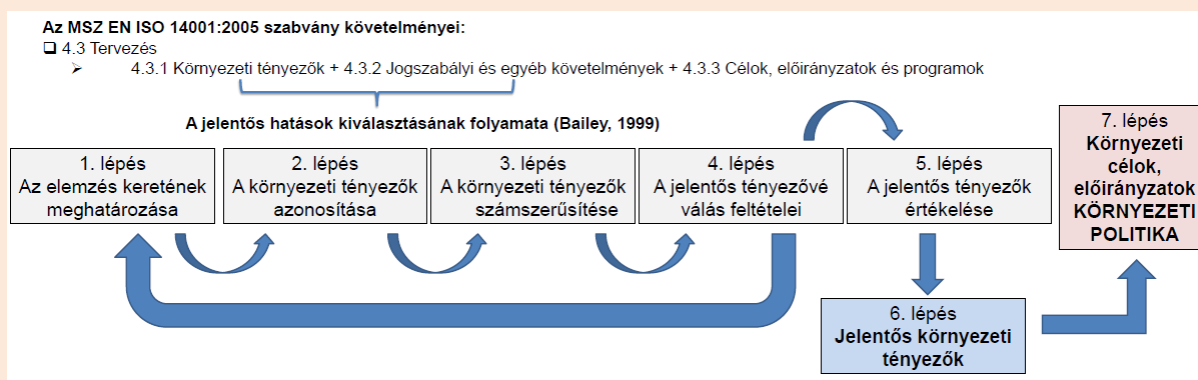 Az MSZ EN ISO 14001:2005 szabvány követelményei:
❑ 4.3 Tervezés
➢ 4.3.1 Környezeti tényezők + 4.3.2 Jogszabályi és egyéb követelmények + 4.3.3 Célok, előirányzatok és programok
A jelentős hatások kiválasztásának folyamata (Bailey, 1999)
1. lépés
Az elemzés keretének
meghatározása
2. lépés
A környezeti tényezők
azonosítása
3. lépés
A környezeti tényezők
számszerűsítése
4. lépés
A jelentős tényezővé
válás feltételei
5. lépés
A jelentős tényezők
értékelése
6. lépés
Jelentős környezeti
tényezők
7. lépés
Környezeti
célok,
előirányzatok
KÖRNYEZETI
POLITIKA